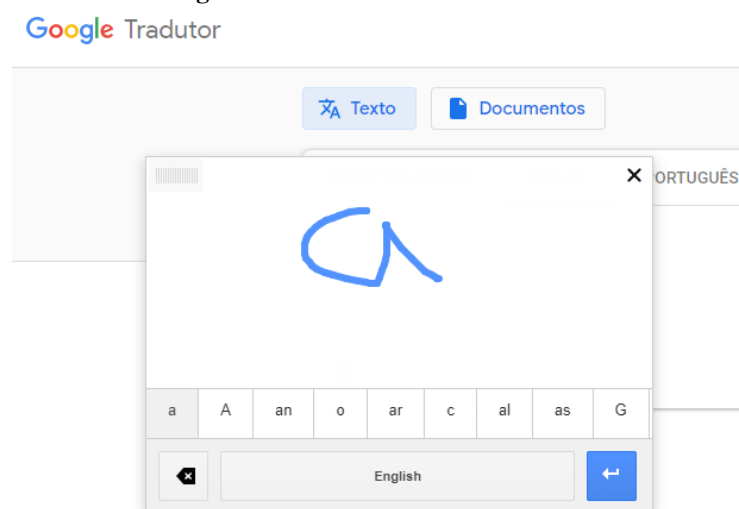 Google Tradutor
Texto Documentos
ORTUGUÊS
a
a A an o ar c al as G
English